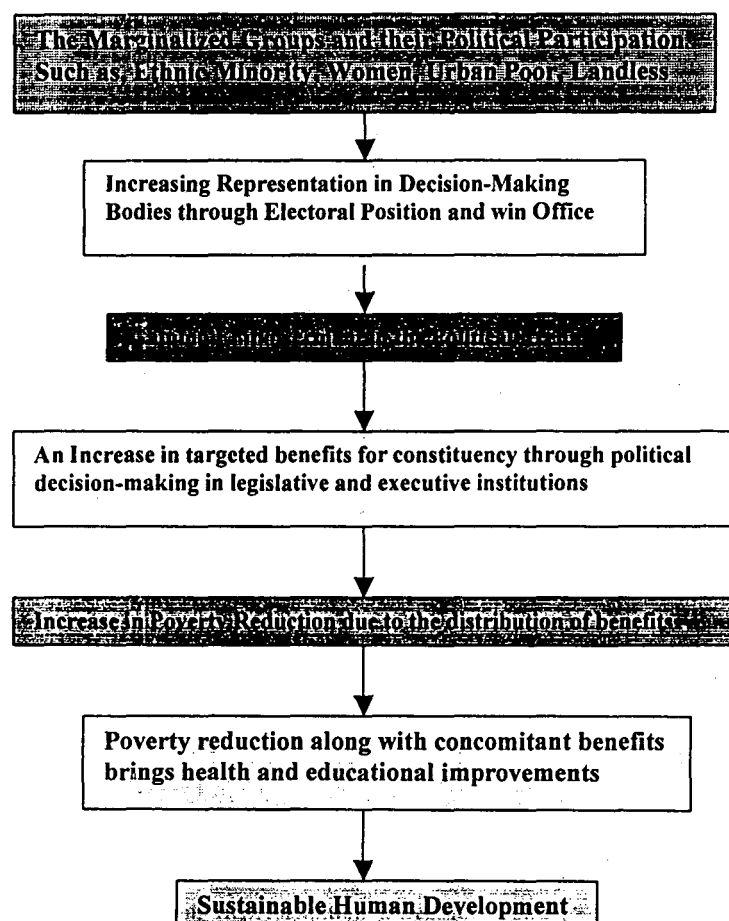 The Marginalized Groups and their Political Participation
Such as, Ethnic Minority, Women, Urban Poor, Landless
Increasing Representation in Decision-Making
Bodies through Electoral Position and win Office
in the Political
An Increase in targeted benefits for constituency through political
decision-making in legislative and executive institutions
Increase in Poverty Reduction due to the distribution of benefits
Poverty reduction along with concomitant benefits
brings health and educational improvements
Sustainable Human Development